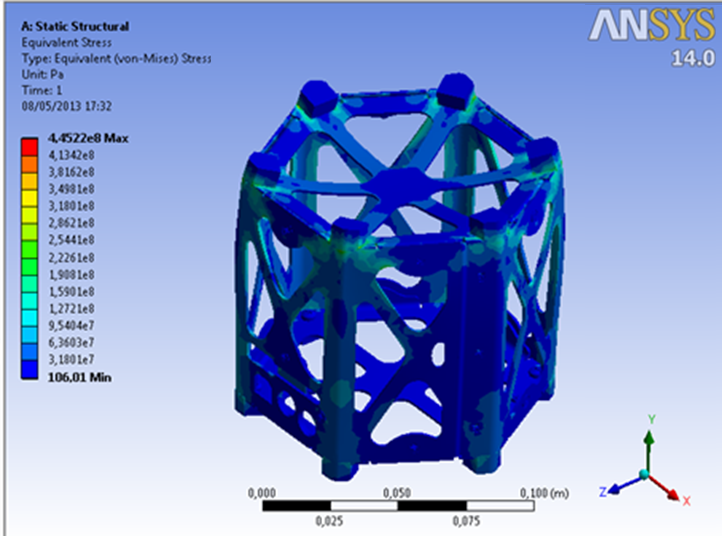 A: Static Structural
Equivalent Stress
Type: Equivalent (von-Mises) Stress
Unit: Pa
Time: 1
08/05/2013 17:32
ANSYS
14.0
4,4522e8 Max
4,1342e8
3,8162e8
3,4981e8
3,1801e8
2,8621e8
2,5441e8
2,2261e8
1,9081e8
1,5901e8
1,2721e8
9,5404e7
6,3603e7
3,1801e7
106,01 Min
0,000
0,050
0,100 (m)
0,025
0,075
Y
Z
X